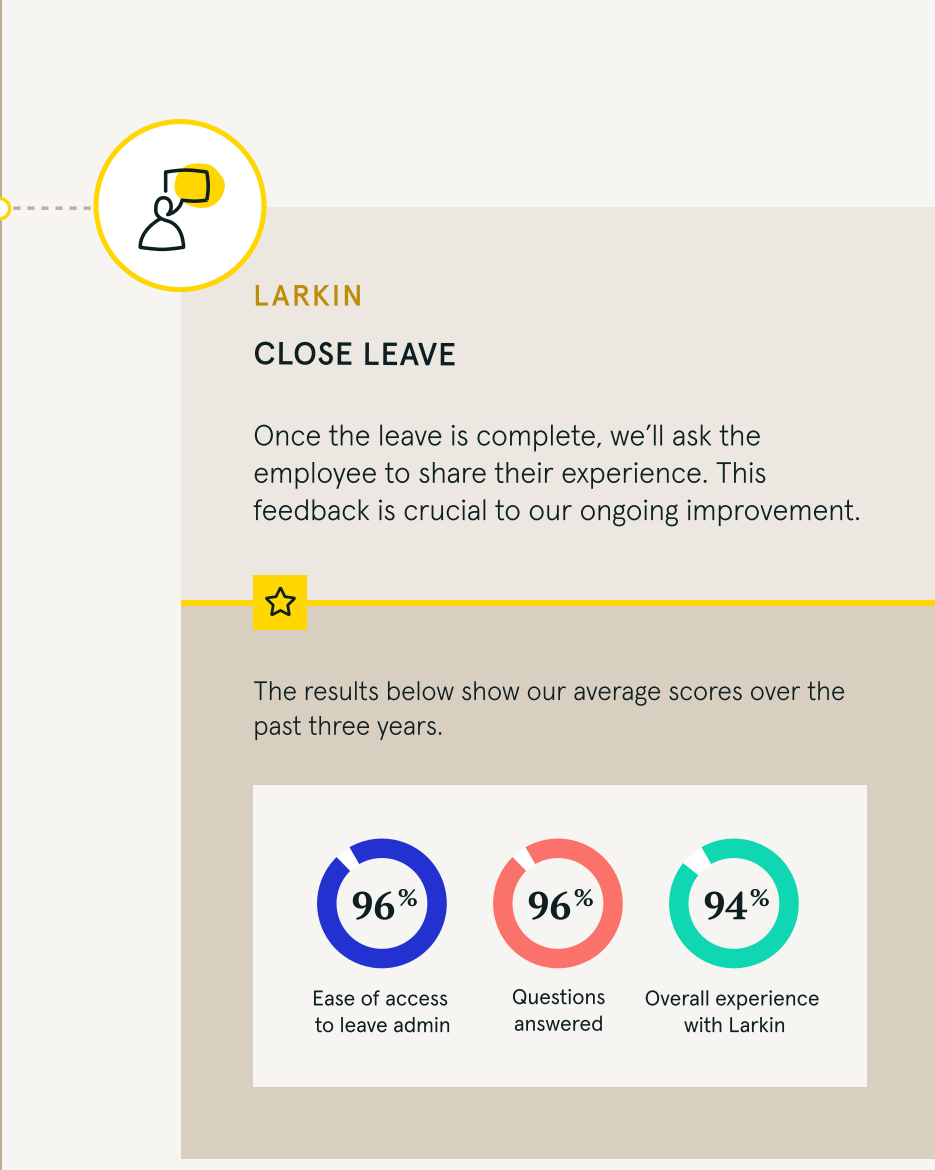 LARKIN
CLOSE LEAVE
Once the leave is complete, we’ll ask the
employee to share their experience. This
feedback is crucial to our ongoing improvement.
The results below show our average scores over the
past three years.
96%
96%
94%
Ease of access
to leave admin
Questions
answered
Overall experience
with Larkin